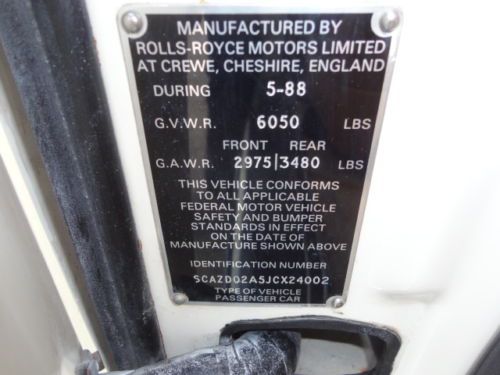 MANUFACTURED BY
ROLLS-ROYCE MOTORS LIMITED
AT CREWE, CHESHIRE, ENGLAND
DURING 5-88
G.V.W.R. 6050 LBS
FRONT REAR
G.A.W.R. 2975|3480 LBS
THIS VEHICLE CONFORMS
TO ALL APPLICABLE
FEDERAL MOTOR VEHICLE
SAFETY AND BUMPER
STANDARDS IN EFFECT
ON THE DATE OF
MANUFACTURE SHOWN ABOVE
IDENTIFICATION NUMBER
SCAZD02A5JCX24002
TYPE OF VEHICLE
PASSENGER CAR